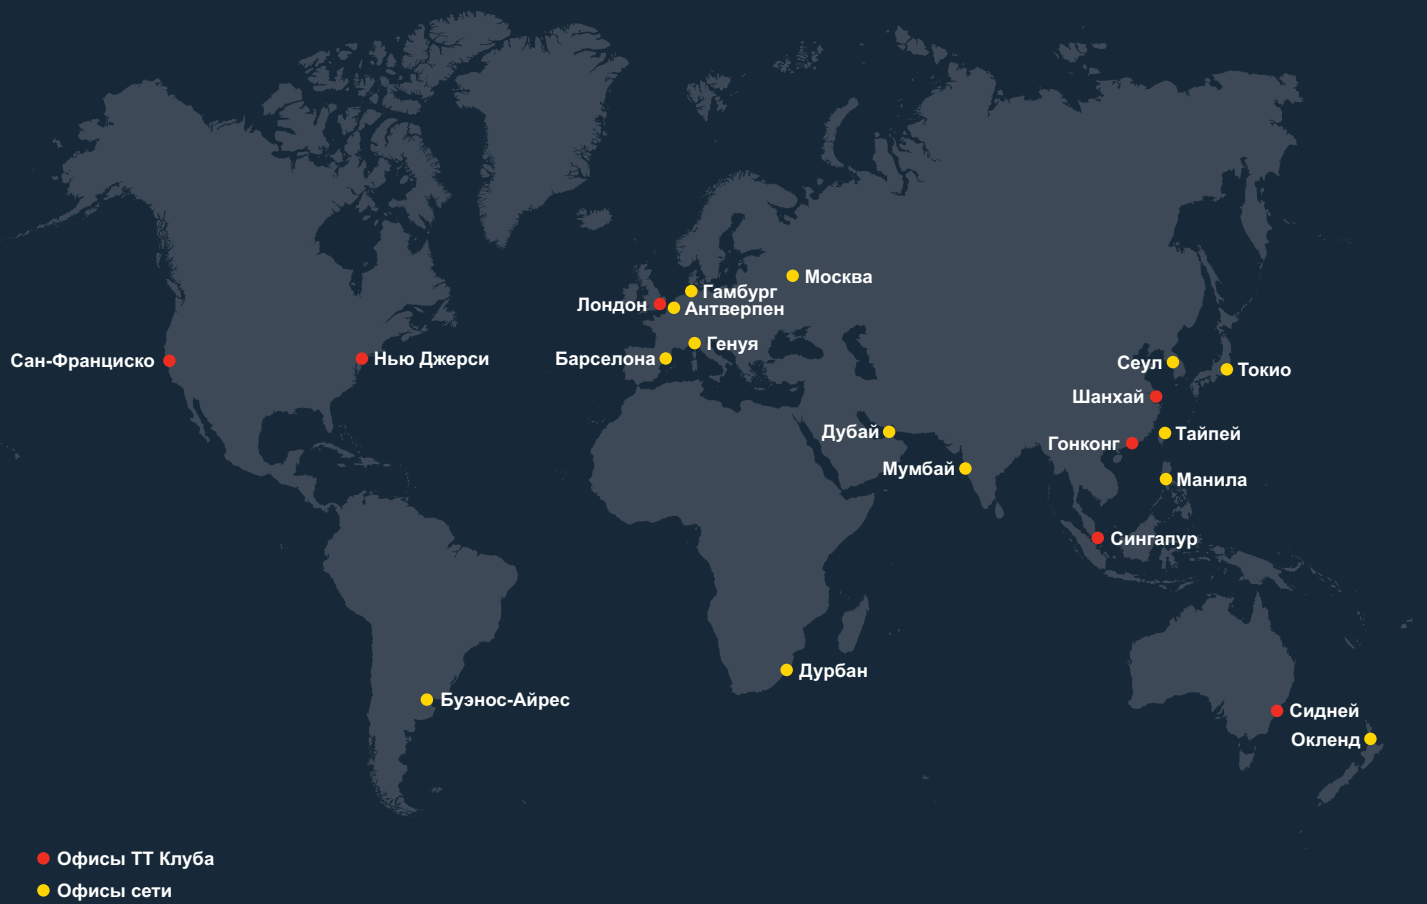 Москва
Гамбург
Лондон
Антверпен
Генуя
Барселона
Сан-Франциско
Нью Джерси
Сеул
Токио
Шанхай
Дубай
Тайпей
Гонконг
Мумбай
Манила
Сингапур
Дурбан
Буэнос-Айрес
Сидней
Окленд
Офисы ТТ Клуба
Офисы сети